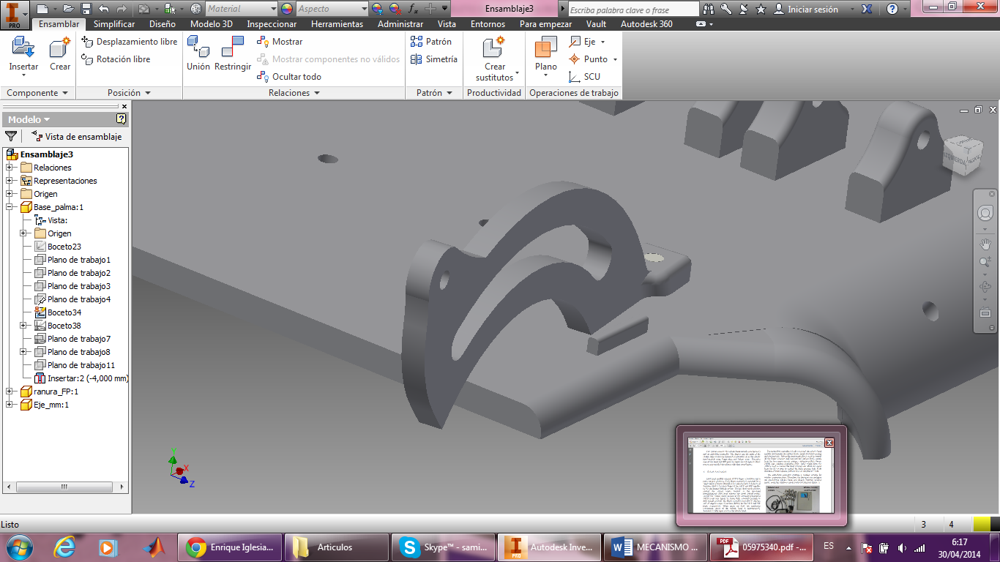 Material
Aspecto
Ensamblaje3
Escriba palabra clave o frase
Iniciar sesión
PRO
Ensamblar
Simplificar
Diseño
Modelo 3D
Inspeccionar
Herramientas
Administrar
Vista
Entornos
Para empezar
Vault
Autodesk 360
Insertar
Crear
Desplazamiento libre
Rotación libre
Unión
Restringir
Mostrar
Mostrar componentes no válidos
Ocultar todo
Patrón
Simetría
Crear
sustitutos
Plano
Eje
Punto
SCU
Componente
Posición
Relaciones
Patrón
Productividad
Operaciones de trabajo
Modelo
Vista de ensamblaje
Ensamblaje3
Relaciones
Representaciones
Origen
Base_palma:1
Vista:
Origen
Boceto23
Plano de trabajo1
Plano de trabajo2
Plano de trabajo3
Plano de trabajo4
Boceto34
Boceto38
Plano de trabajo7
Plano de trabajo8
Plano de trabajo11
Insertar:2 (-4,000 mm)
ranura_FP:1
Eje_mm:1
IZQUIERDA
Y
X
Z
Listo
3
4
Enrique Iglesia...
Articulos
Skype™ - sami...
Autodesk Inve...
MECANISMO ...
05975340.pdf -...
ES
6:17
30/04/2014